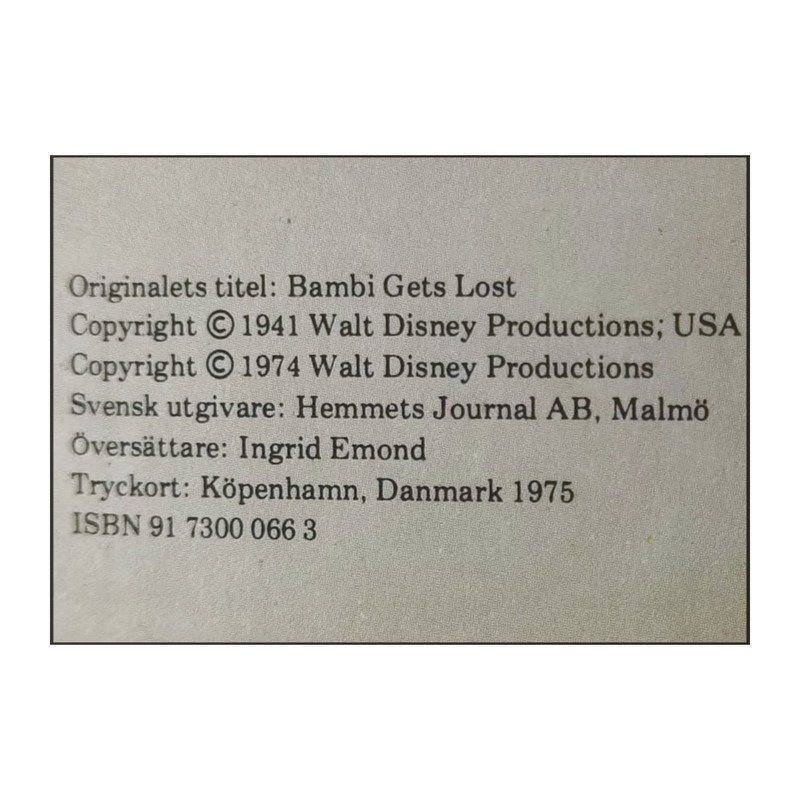 Originalets titel: Bambi Gets Lost
Copyright © 1941 Walt Disney Productions; USA
Copyright © 1974 Walt Disney Productions
Svensk utgivare: Hemmets Journal AB, Malmö
Översättare: Ingrid Emond
Tryckort: Köpenhamn, Danmark 1975
ISBN 91 7300 066 3